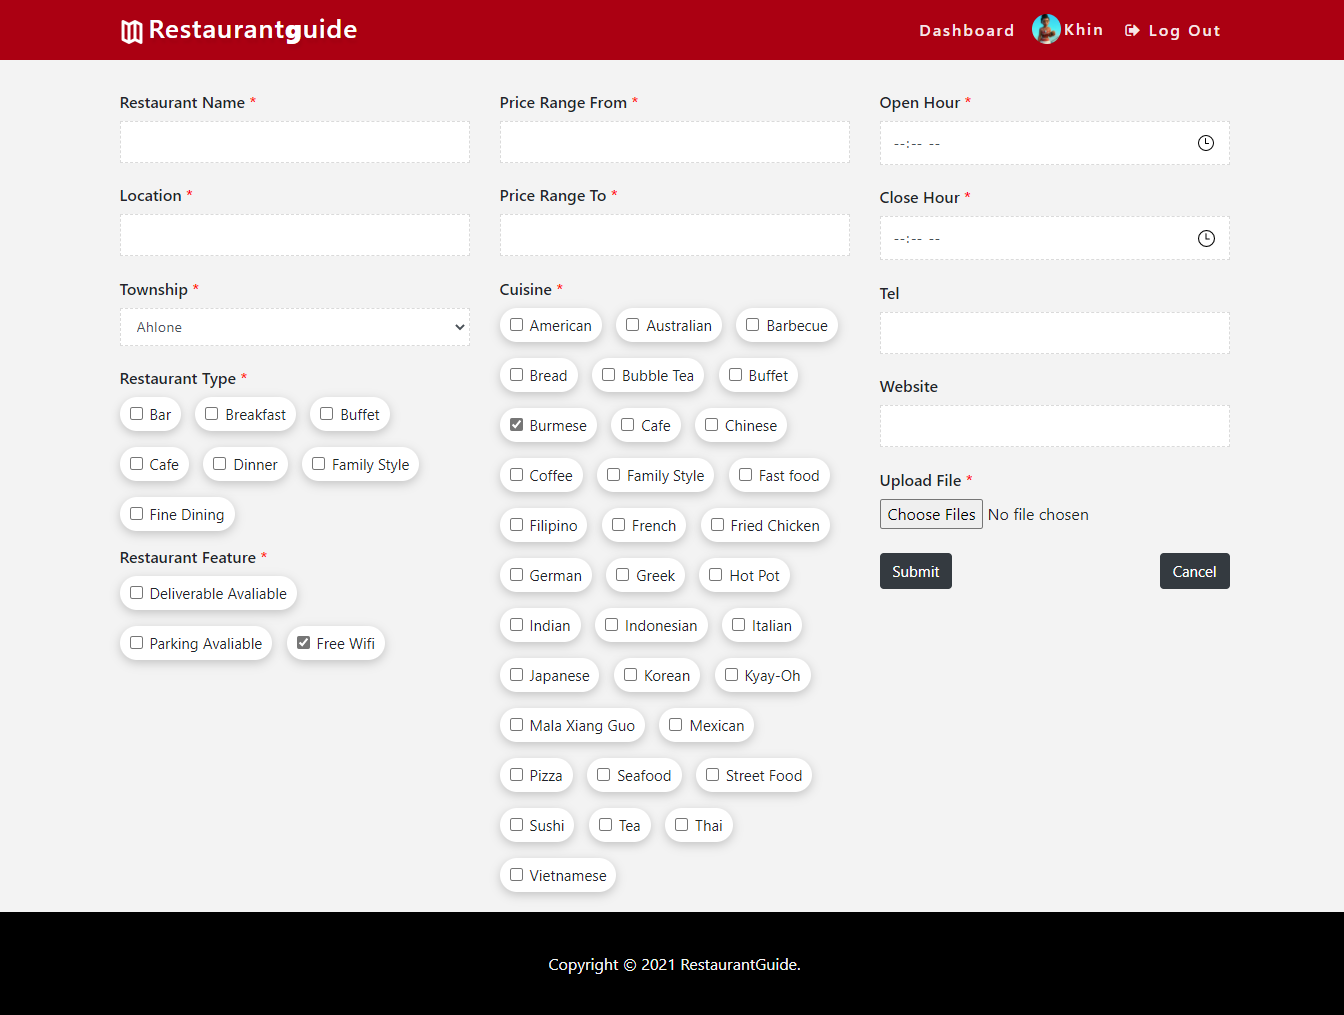 Restaurantguide
Dashboard Khin Log Out
Restaurant Name *
Location *
Township *
Ahlone
Restaurant Type *
Bar Breakfast Buffet
Cafe Dinner Family Style
Fine Dining
Restaurant Feature *
Deliverable Avaliable
Parking Avaliable Free Wifi
Price Range From *
Price Range To *
Cuisine *
American Australian Barbecue
Bread Bubble Tea Buffet
Burmese Cafe Chinese
Coffee Family Style Fast food
Filipino French Fried Chicken
German Greek Hot Pot
Indian Indonesian Italian
Japanese Korean Kyay-Oh
Mala Xiang Guo Mexican
Pizza Seafood Street Food
Sushi Tea Thai
Vietnamese
Open Hour *
--:-- --
Close Hour *
--:-- --
Tel
Website
Upload File *
Choose Files No file chosen
Submit Cancel
Copyright © 2021 RestaurantGuide.